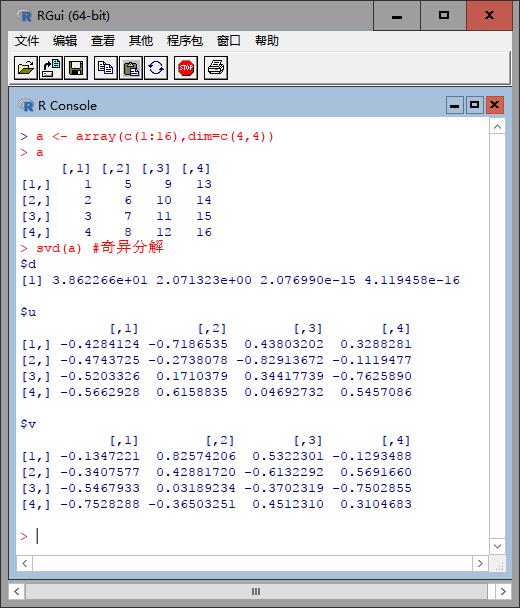 RGui (64-bit)
文件 编辑 查看 其他 程序包 窗口 帮助
STOP
R Console
> a <- array(c(1:16),dim=c(4,4))
> a
[,1] [,2] [,3] [,4]
[1,] 1 5 9 13
[2,] 2 6 10 14
[3,] 3 7 11 15
[4,] 4 8 12 16
> svd(a) #奇异分解
$d
[1] 3.862266e+01 2.071323e+00 2.076990e-15 4.119458e-16
$u
[,1] [,2] [,3] [,4]
[1,] -0.4284124 -0.7186535 0.43803202 0.3288281
[2,] -0.4743725 -0.2738078 -0.82913672 -0.1119477
[3,] -0.5203326 0.1710379 0.34417739 -0.7625890
[4,] -0.5662928 0.6158835 0.04692732 0.5457086
$v
[,1] [,2] [,3] [,4]
[1,] -0.1347221 0.82574206 0.5322301 -0.1293488
[2,] -0.3407577 0.42881720 -0.6132292 0.5691660
[3,] -0.5467933 0.03189234 -0.3702319 -0.7502855
[4,] -0.7528288 -0.36503251 0.4512310 0.3104683
>